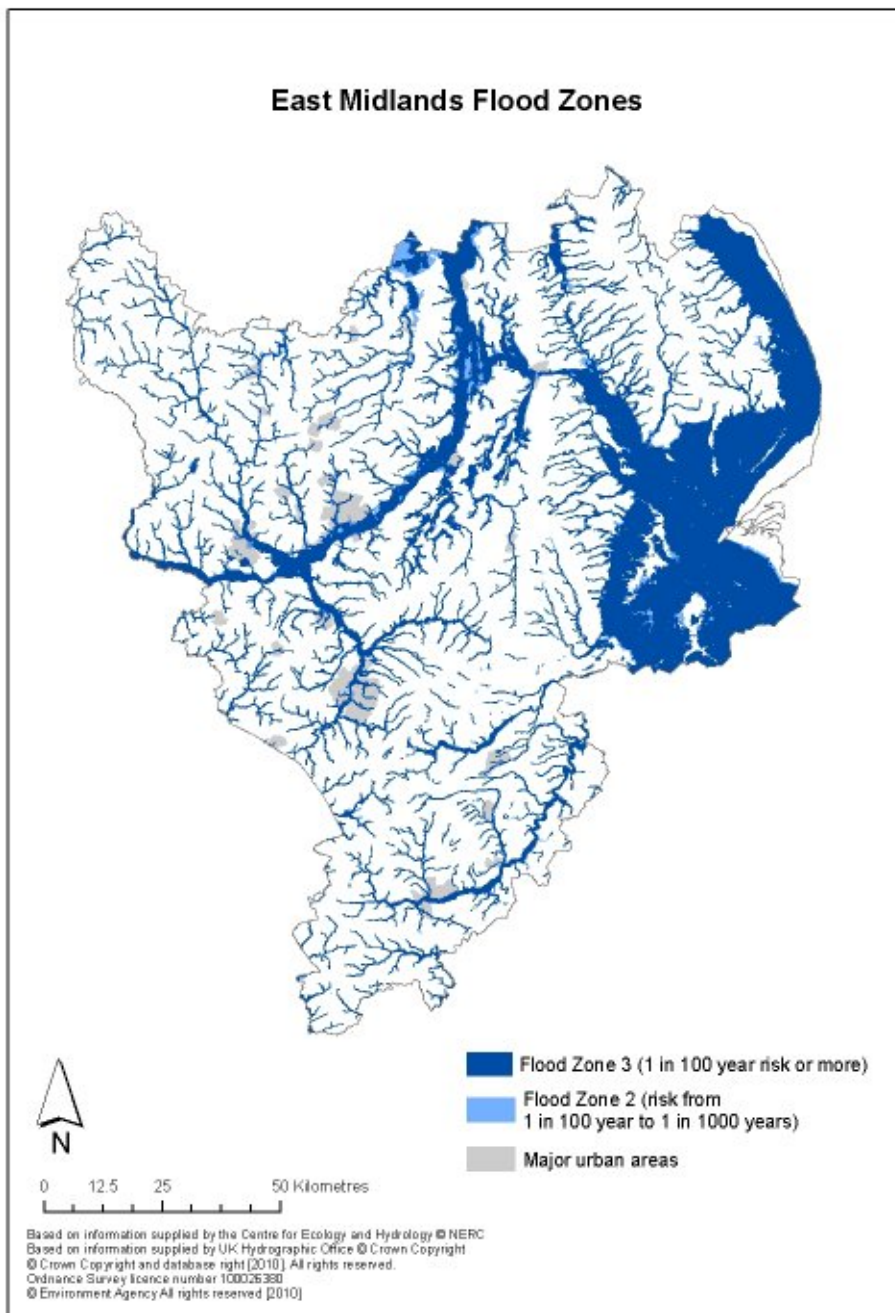 East Midlands Flood Zones
Flood Zone 3 (1 in 100 year risk or more)
Flood Zone 2 (risk from
1 in 100 year to 1 in 1000 years)
Major urban areas
N
0 12.5 25 50 Kilometres
Based on information supplied by the Centre for Ecology and Hydrology © NERC
Based on information supplied by UK Hydrographic Office © Crown Copyright
© Crown Copyright and database right [2010]. All rights reserved.
Ordnance Survey licence number 100026380
© Environment Agency All rights reserved [2010]